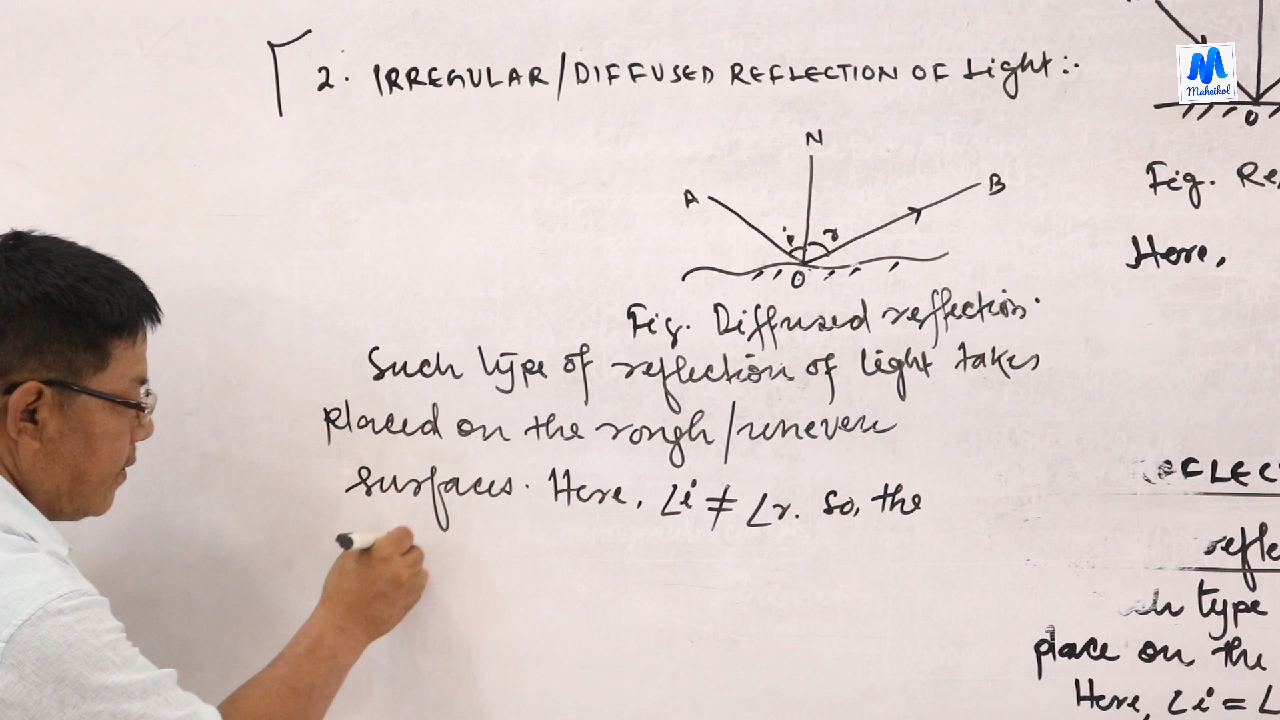 2. IRREGULAR/DIFFUSED REFLECTION OF Light:-
N
A
B
i
r
O
Fig. Diffused reflection.
Such type of reflection of light takes
placed on the rough/uneven
surfaces. Here, ∠i ≠ ∠r. So, the
M
Maheikol
O
Fig. Re
Here,
EFLEC
refle
ch type
place on the
Here, ∠i = ∠